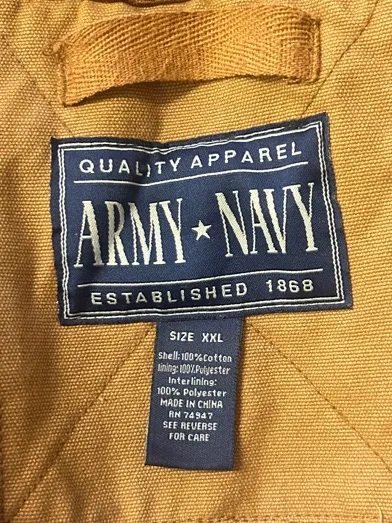 QUALITY APPAREL
ARMY ★ NAVY
ESTABLISHED 1868
SIZE XXL
Shell: 100% Cotton
lining: 100% Polyester
Interlining:
100% Polyester
MADE IN CHINA
RN 74947
SEE REVERSE
FOR CARE